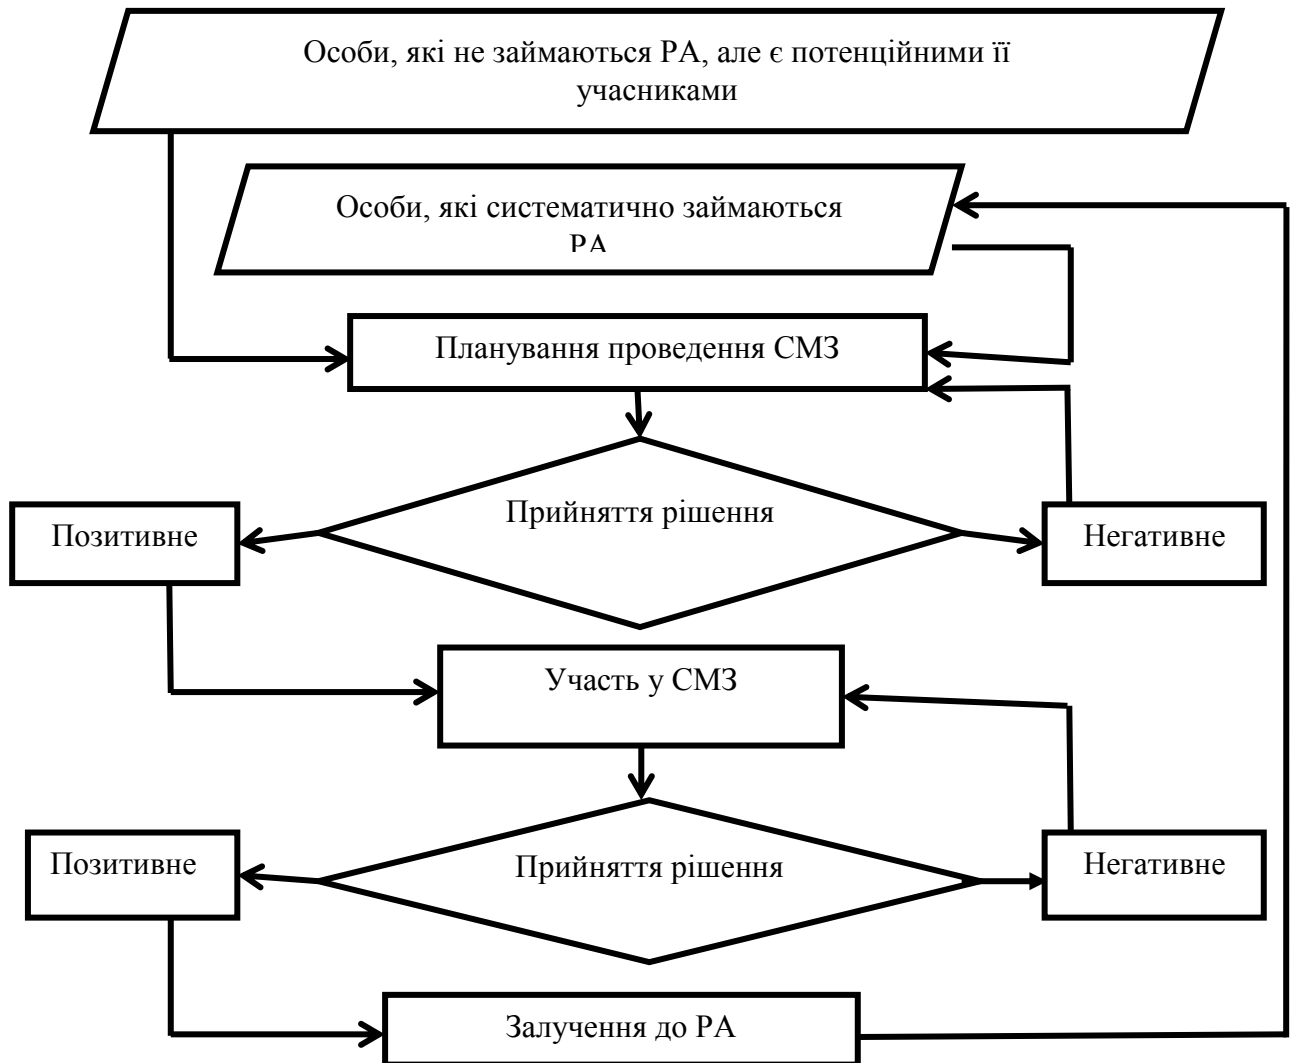 Особи, які не займаються РА, але є потенційними її
учасниками
Особи, які систематично займаються
РА
Планування проведення СМЗ
Прийняття рішення
Позитивне
Негативне
Участь у СМЗ
Прийняття рішення
Позитивне
Негативне
Залучення до РА